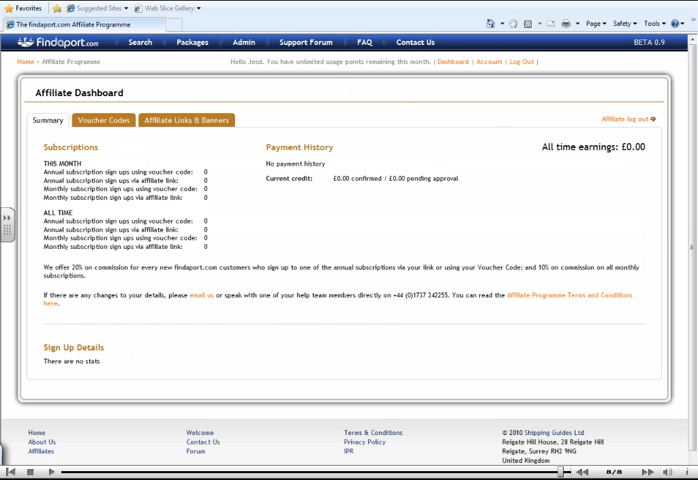 Favorites Suggested Sites Web Slice Gallery
The findaport.com Affiliate Programme
Page Safety Tools
Findaport.com Search Packages Admin Support Forum FAQ Contact Us BETA 0.9
Home > Affiliate Programme
Hello Jessi. You have unlimited usage points remaining this month. ( Dashboard | Account | Log Out )
Affiliate Dashboard
Summary Voucher Codes Affiliate Links & Banners
Affiliate log out
Subscriptions
THIS MONTH
Annual subscription sign ups using voucher code: 0
Annual subscription sign ups via affiliate link: 0
Monthly subscription sign ups using voucher code: 0
Monthly subscription sign ups via affiliate link: 0
ALL TIME
Annual subscription sign ups using voucher code: 0
Annual subscription sign ups via affiliate link: 0
Monthly subscription sign ups using voucher code: 0
Monthly subscription sign ups via affiliate link: 0
Payment History
No payment history
Current credit: £0.00 confirmed / £0.00 pending approval
All time earnings: £0.00
We offer 20% on commission for every new findaport.com customers who sign up to one of the annual subscriptions via your link or using your Voucher Code; and 10% on commission on all monthly
subscriptions.
If there are any changes to your details, please email us or speak with one of your help team members directly on +44 (0)1737 242255. You can read the Affiliate Programme Terms and Conditions
here.
Sign Up Details
There are no stats
Home
About Us
Affiliates
Welcome
Contact Us
Forum
Terms & Conditions
Privacy Policy
IPR
© 2010 Shipping Guides Ltd
Reigate Hill House, 28 Reigate Hill
Reigate, Surrey RH2 9NG
United Kingdom
8/8